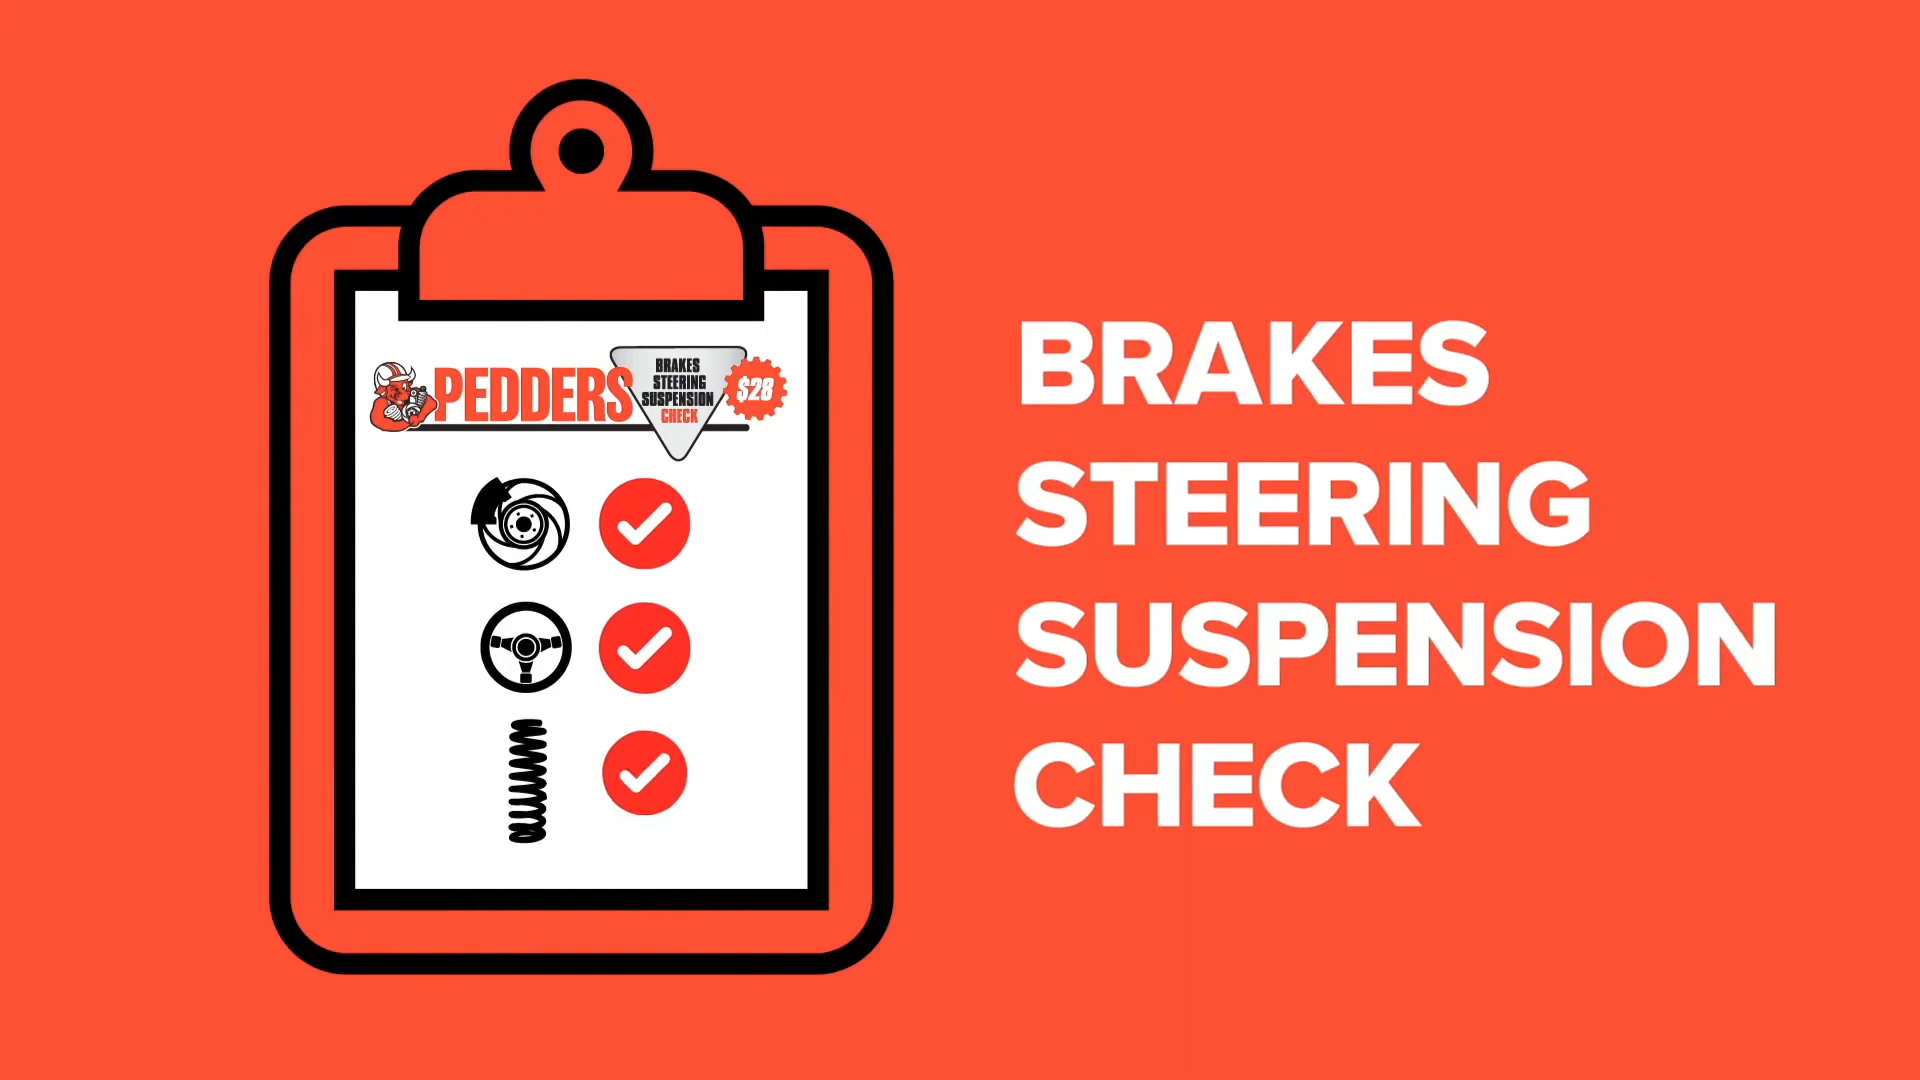 PEDDERS
BRAKES
STEERING
SUSPENSION
CHECK
$28
BRAKES
STEERING
SUSPENSION
CHECK